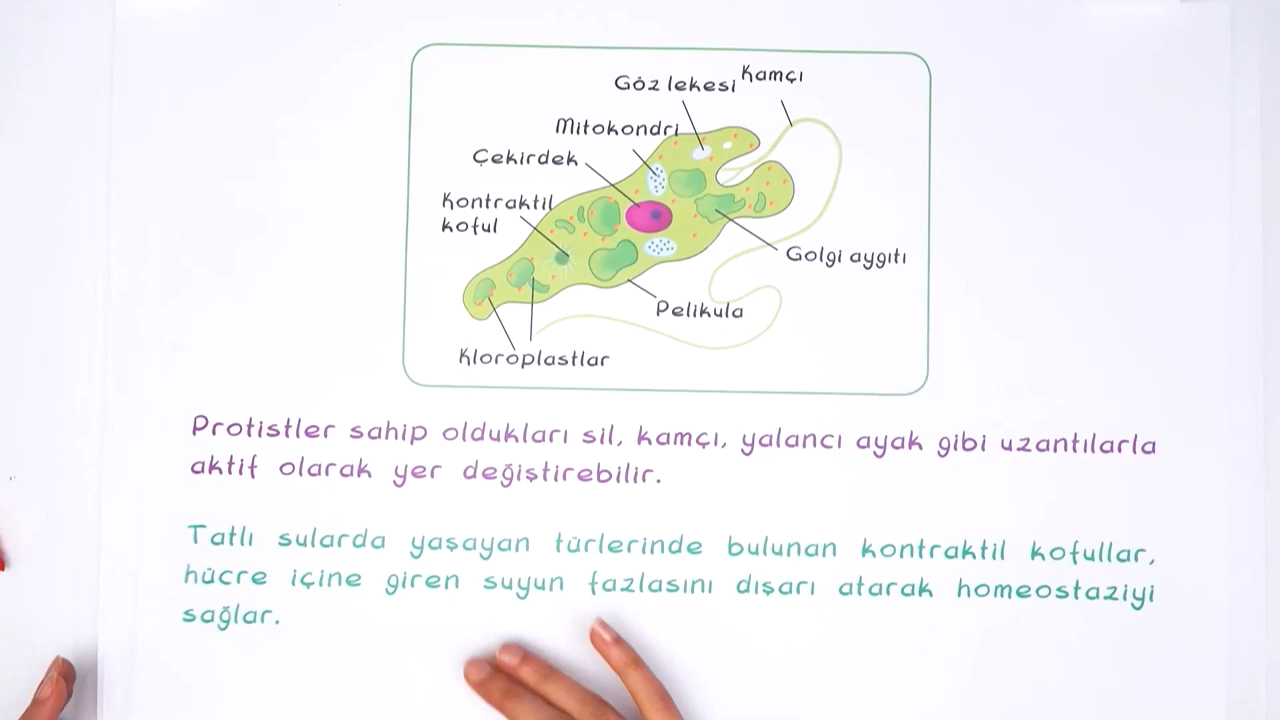 Göz lekesi
Kamçı
Mitokondri
Çekirdek
Kontraktil
koful
Golgi aygıtı
Pelikula
Kloroplastlar
Protistler sahip oldukları sil, kamçı, yalancı ayak gibi uzantılarla
aktif olarak yer değiştirebilir.
Tatlı sularda yaşayan türlerinde bulunan kontraktil kofullar,
hücre içine giren suyun fazlasını dışarı atarak homeostaziyi
sağlar.